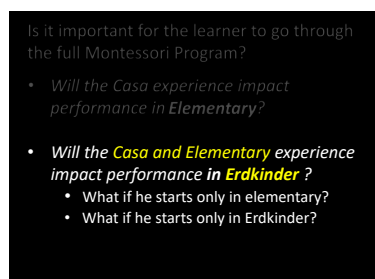 Is it important for the learner to go through
the full Montessori Program?
• Will the Casa experience impact
performance in Elementary?
• Will the Casa and Elementary experience
impact performance in Erdkinder ?
• What if he starts only in elementary?
• What if he starts only in Erdkinder?